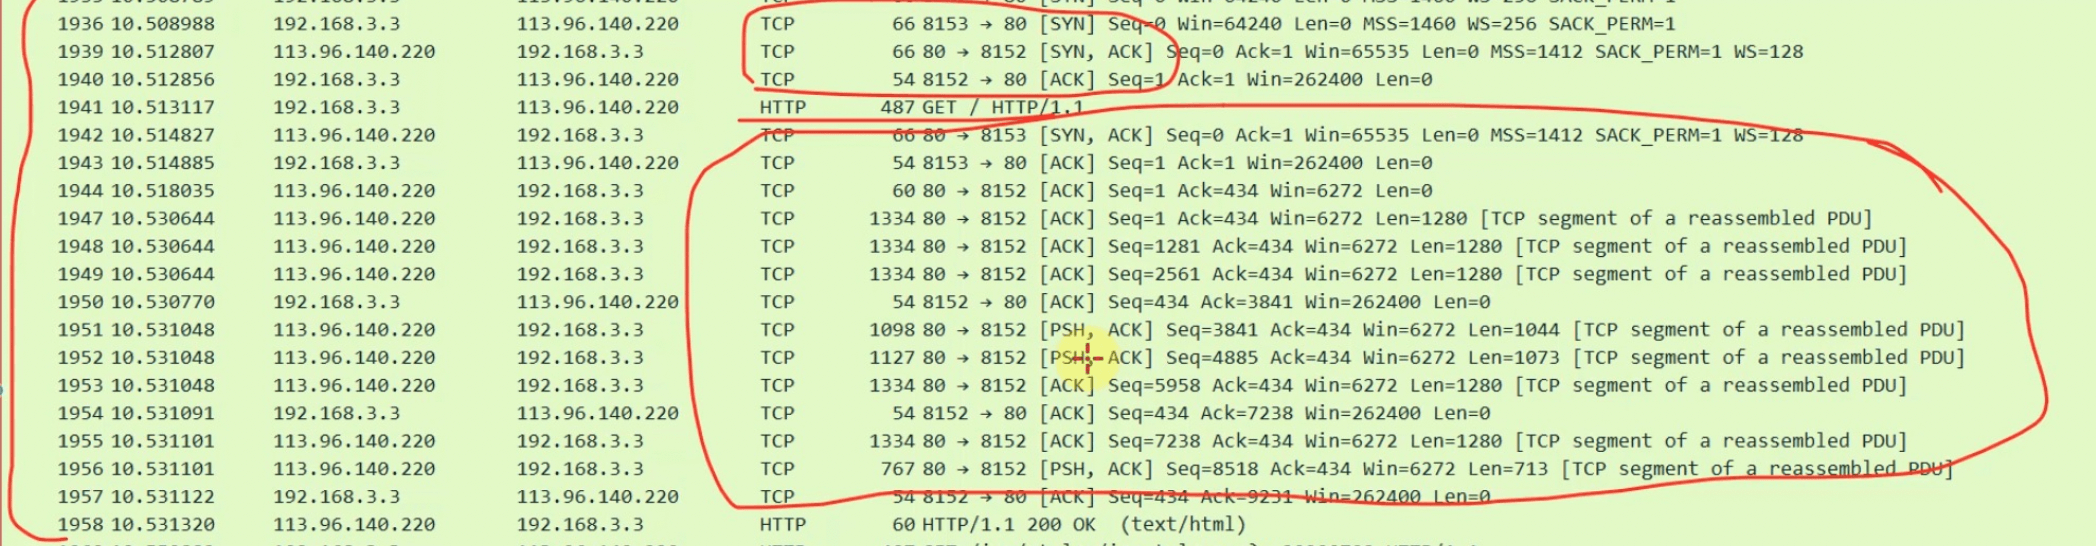 1936 10.508988 192.168.3.3 113.96.140.220 TCP 66 8153 → 80 [SYN] Seq=0 Win=64240 Len=0 MSS=1460 WS=256 SACK_PERM=1
1939 10.512807 113.96.140.220 192.168.3.3 TCP 66 80 → 8152 [SYN, ACK] Seq=0 Ack=1 Win=65535 Len=0 MSS=1412 SACK_PERM=1 WS=128
1940 10.512856 192.168.3.3 113.96.140.220 TCP 54 8152 → 80 [ACK] Seq=1 Ack=1 Win=262400 Len=0
1941 10.513117 192.168.3.3 113.96.140.220 HTTP 487 GET / HTTP/1.1
1942 10.514827 113.96.140.220 192.168.3.3 TCP 66 80 → 8153 [SYN, ACK] Seq=0 Ack=1 Win=65535 Len=0 MSS=1412 SACK_PERM=1 WS=128
1943 10.514885 192.168.3.3 113.96.140.220 TCP 54 8153 → 80 [ACK] Seq=1 Ack=1 Win=262400 Len=0
1944 10.518035 113.96.140.220 192.168.3.3 TCP 60 80 → 8152 [ACK] Seq=1 Ack=434 Win=6272 Len=0
1947 10.530644 113.96.140.220 192.168.3.3 TCP 1334 80 → 8152 [ACK] Seq=1 Ack=434 Win=6272 Len=1280 [TCP segment of a reassembled PDU]
1948 10.530644 113.96.140.220 192.168.3.3 TCP 1334 80 → 8152 [ACK] Seq=1281 Ack=434 Win=6272 Len=1280 [TCP segment of a reassembled PDU]
1949 10.530644 113.96.140.220 192.168.3.3 TCP 1334 80 → 8152 [ACK] Seq=2561 Ack=434 Win=6272 Len=1280 [TCP segment of a reassembled PDU]
1950 10.530770 192.168.3.3 113.96.140.220 TCP 54 8152 → 80 [ACK] Seq=434 Ack=3841 Win=262400 Len=0
1951 10.531048 113.96.140.220 192.168.3.3 TCP 1098 80 → 8152 [PSH, ACK] Seq=3841 Ack=434 Win=6272 Len=1044 [TCP segment of a reassembled PDU]
1952 10.531048 113.96.140.220 192.168.3.3 TCP 1127 80 → 8152 [PSH, ACK] Seq=4885 Ack=434 Win=6272 Len=1073 [TCP segment of a reassembled PDU]
1953 10.531048 113.96.140.220 192.168.3.3 TCP 1334 80 → 8152 [ACK] Seq=5958 Ack=434 Win=6272 Len=1280 [TCP segment of a reassembled PDU]
1954 10.531091 192.168.3.3 113.96.140.220 TCP 54 8152 → 80 [ACK] Seq=434 Ack=7238 Win=262400 Len=0
1955 10.531101 113.96.140.220 192.168.3.3 TCP 1334 80 → 8152 [ACK] Seq=7238 Ack=434 Win=6272 Len=1280 [TCP segment of a reassembled PDU]
1956 10.531101 113.96.140.220 192.168.3.3 TCP 767 80 → 8152 [PSH, ACK] Seq=8518 Ack=434 Win=6272 Len=713 [TCP segment of a reassembled PDU]
1957 10.531122 192.168.3.3 113.96.140.220 TCP 54 8152 → 80 [ACK] Seq=434 Ack=9231 Win=262400 Len=0
1958 10.531320 113.96.140.220 192.168.3.3 HTTP 60 HTTP/1.1 200 OK (text/html)